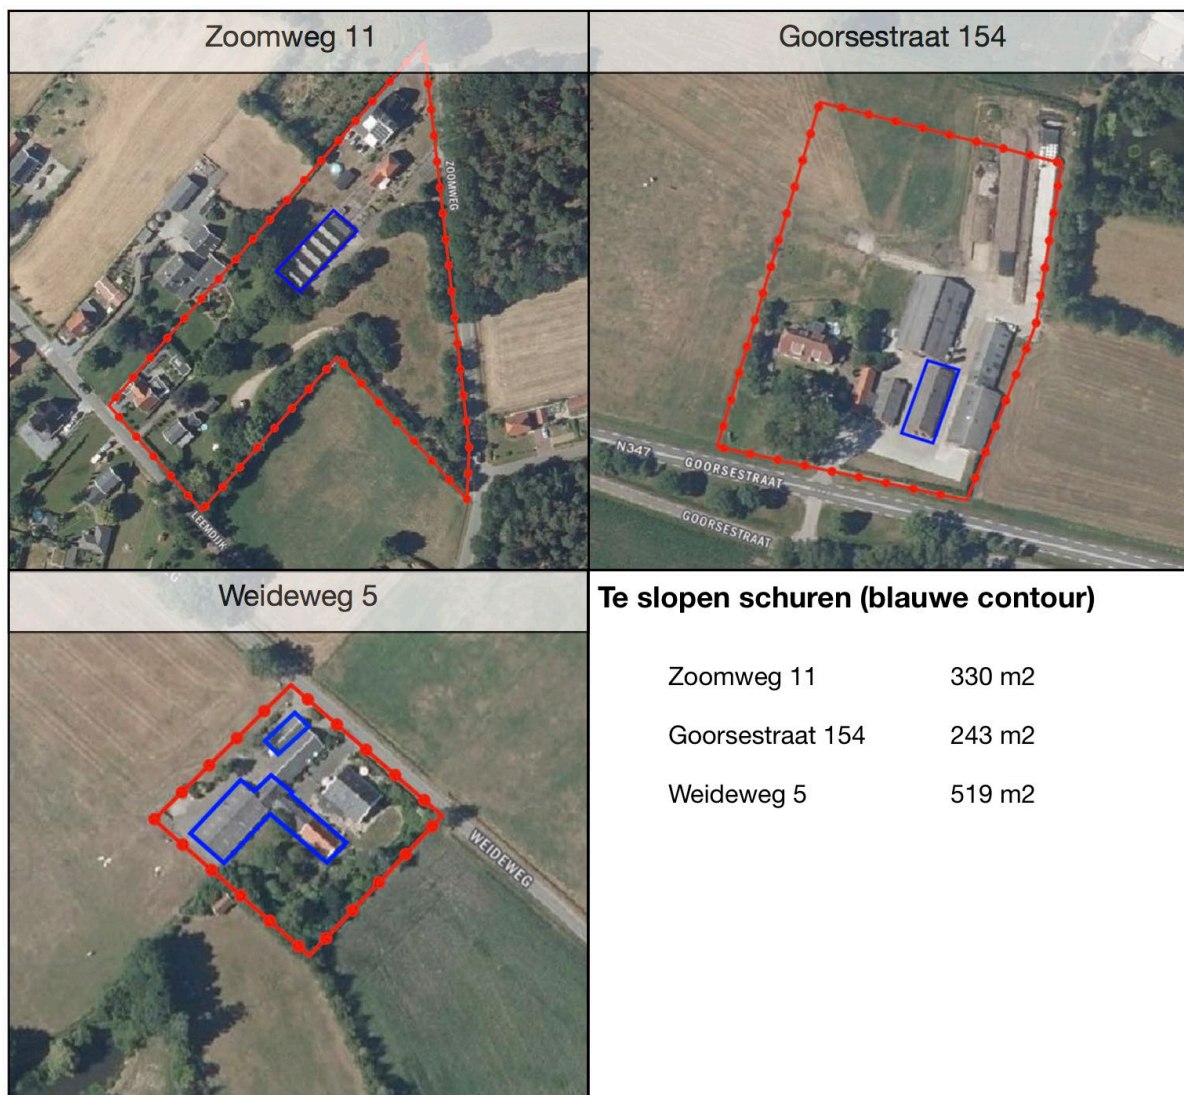 Zoomweg 11
Goorsestraat 154
ZOOMWEG
LEEMDIJK
N347
GOORSESTRAAT
GOORSESTRAAT
Weideweg 5
WEIDEWEG
Te slopen schuren (blauwe contour)
Zoomweg 11 330 m2
Goorsestraat 154 243 m2
Weideweg 5 519 m2